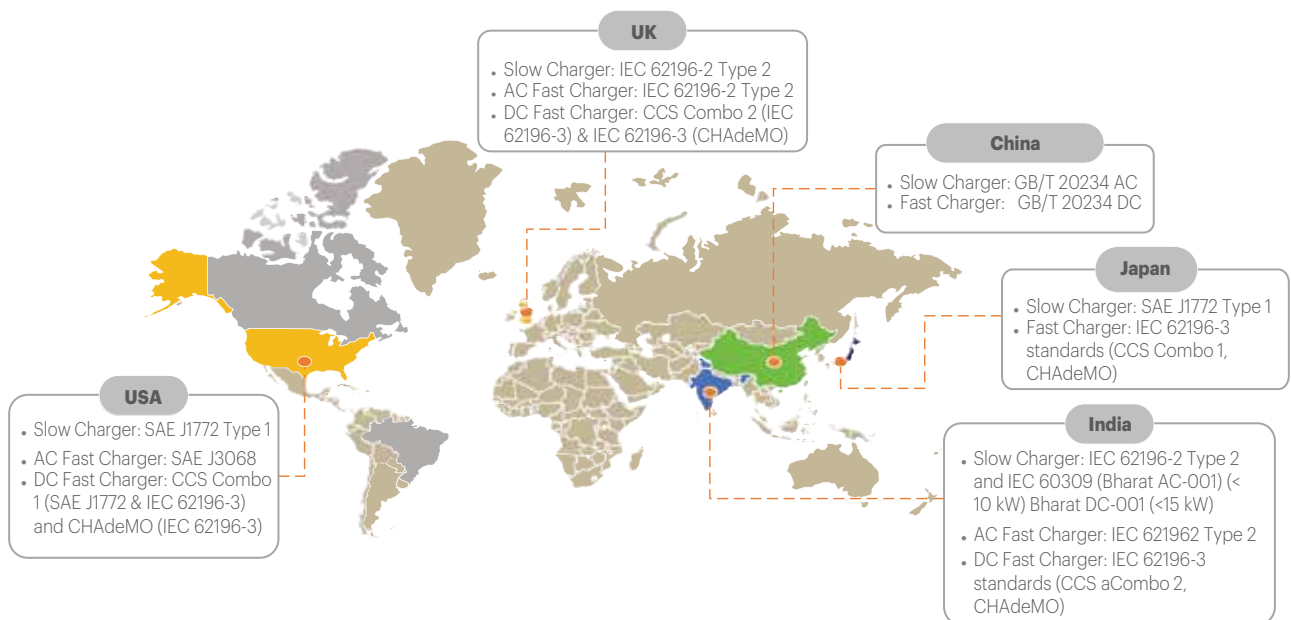 UK
• Slow Charger: IEC 62196-2 Type 2
• AC Fast Charger: IEC 62196-2 Type 2
• DC Fast Charger: CCS Combo 2 (IEC
62196-3) & IEC 62196-3 (CHAdeMO)
China
• Slow Charger: GB/T 20234 AC
• Fast Charger: GB/T 20234 DC
Japan
• Slow Charger: SAE J1772 Type 1
• Fast Charger: IEC 62196-3
standards (CCS Combo 1,
CHAdeMO)
USA
• Slow Charger: SAE J1772 Type 1
• AC Fast Charger: SAE J3068
• DC Fast Charger: CCS Combo
1 (SAE J1772 & IEC 62196-3)
and CHAdeMO (IEC 62196-3)
India
• Slow Charger: IEC 62196-2 Type 2
and IEC 60309 (Bharat AC-001) (<
10 kW) Bharat DC-001 (<15 kW)
• AC Fast Charger: IEC 621962 Type 2
• DC Fast Charger: IEC 62196-3
standards (CCS aCombo 2,
CHAdeMO)